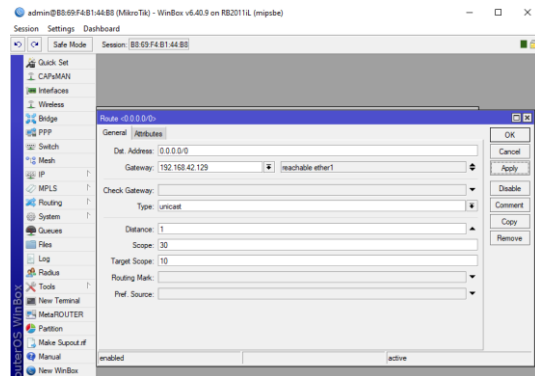 admin@B8:69:F4:B1:44:B8 (MikroTik) - WinBox v6.40.9 on RB2011iL (mipsbe)
Session Settings Dashboard
Safe Mode Session: B8:69:F4:B1:44:B8
Quick Set
CAPsMAN
Interfaces
Wireless
Bridge
PPP
Switch
Mesh
IP
MPLS
Routing
System
Queues
Files
Log
Radius
Tools
New Terminal
MetaROUTER
Partition
Make Supout.rif
Manual
New WinBox
RouterOS WinBox
Route <0.0.0.0/0>
General Attributes
Dst. Address: 0.0.0.0/0
Gateway: 192.168.42.129 reachable ether1
Check Gateway:
Type: unicast
Distance: 1
Scope: 30
Target Scope: 10
Routing Mark:
Pref. Source:
OK
Cancel
Apply
Disable
Comment
Copy
Remove
enabled active